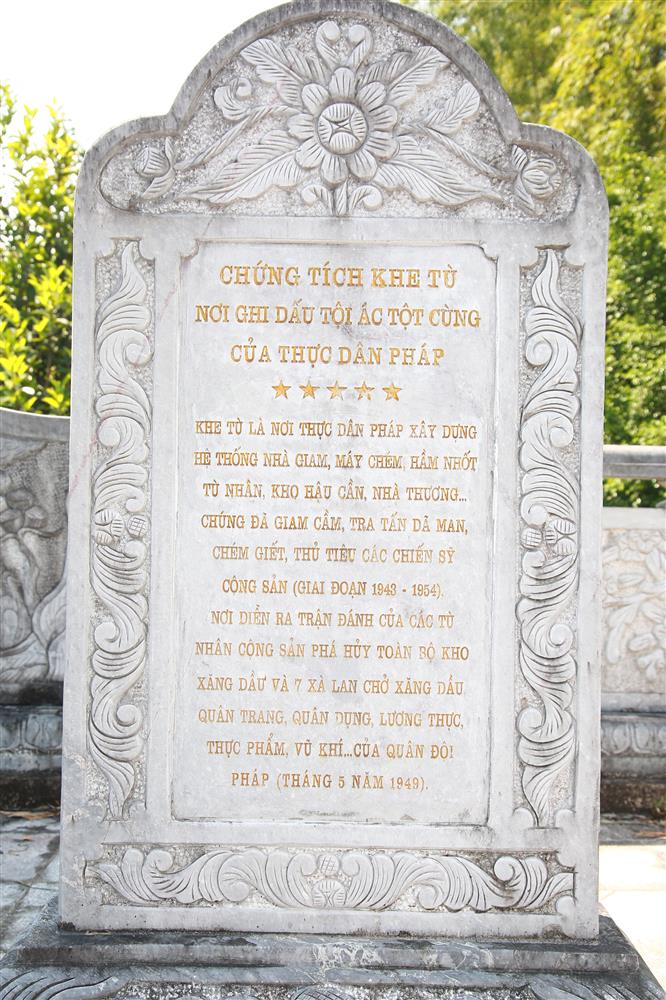 CHỨNG TÍCH KHE TÙ
NƠI GHI DẤU TỘI ÁC TỘT CÙNG
CỦA THỰC DÂN PHÁP
KHE TÙ LÀ NƠI THỰC DÂN PHÁP XÂY DỰNG
HỆ THỐNG NHÀ GIAM, MÁY CHÉM, HẦM NHỐT
TÙ NHÂN, KHO HẬU CẦN, NHÀ THƯƠNG...
CHÚNG ĐÃ GIAM CẦM, TRA TẤN DÃ MAN,
CHÉM GIẾT, THỦ TIÊU CÁC CHIẾN SỸ
CỘNG SẢN (GIAI ĐOẠN 1943 - 1954).
NƠI DIỄN RA TRẬN ĐÁNH CỦA CÁC TÙ
NHÂN CỘNG SẢN PHÁ HỦY TOÀN BỘ KHO
XĂNG DẦU VÀ 7 XÀ LAN CHỞ XĂNG DẦU,
QUÂN TRANG, QUÂN DỤNG, LƯƠNG THỰC,
THỰC PHẨM, VŨ KHÍ...CỦA QUÂN ĐỘI
PHÁP (THÁNG 5 NĂM 1949).